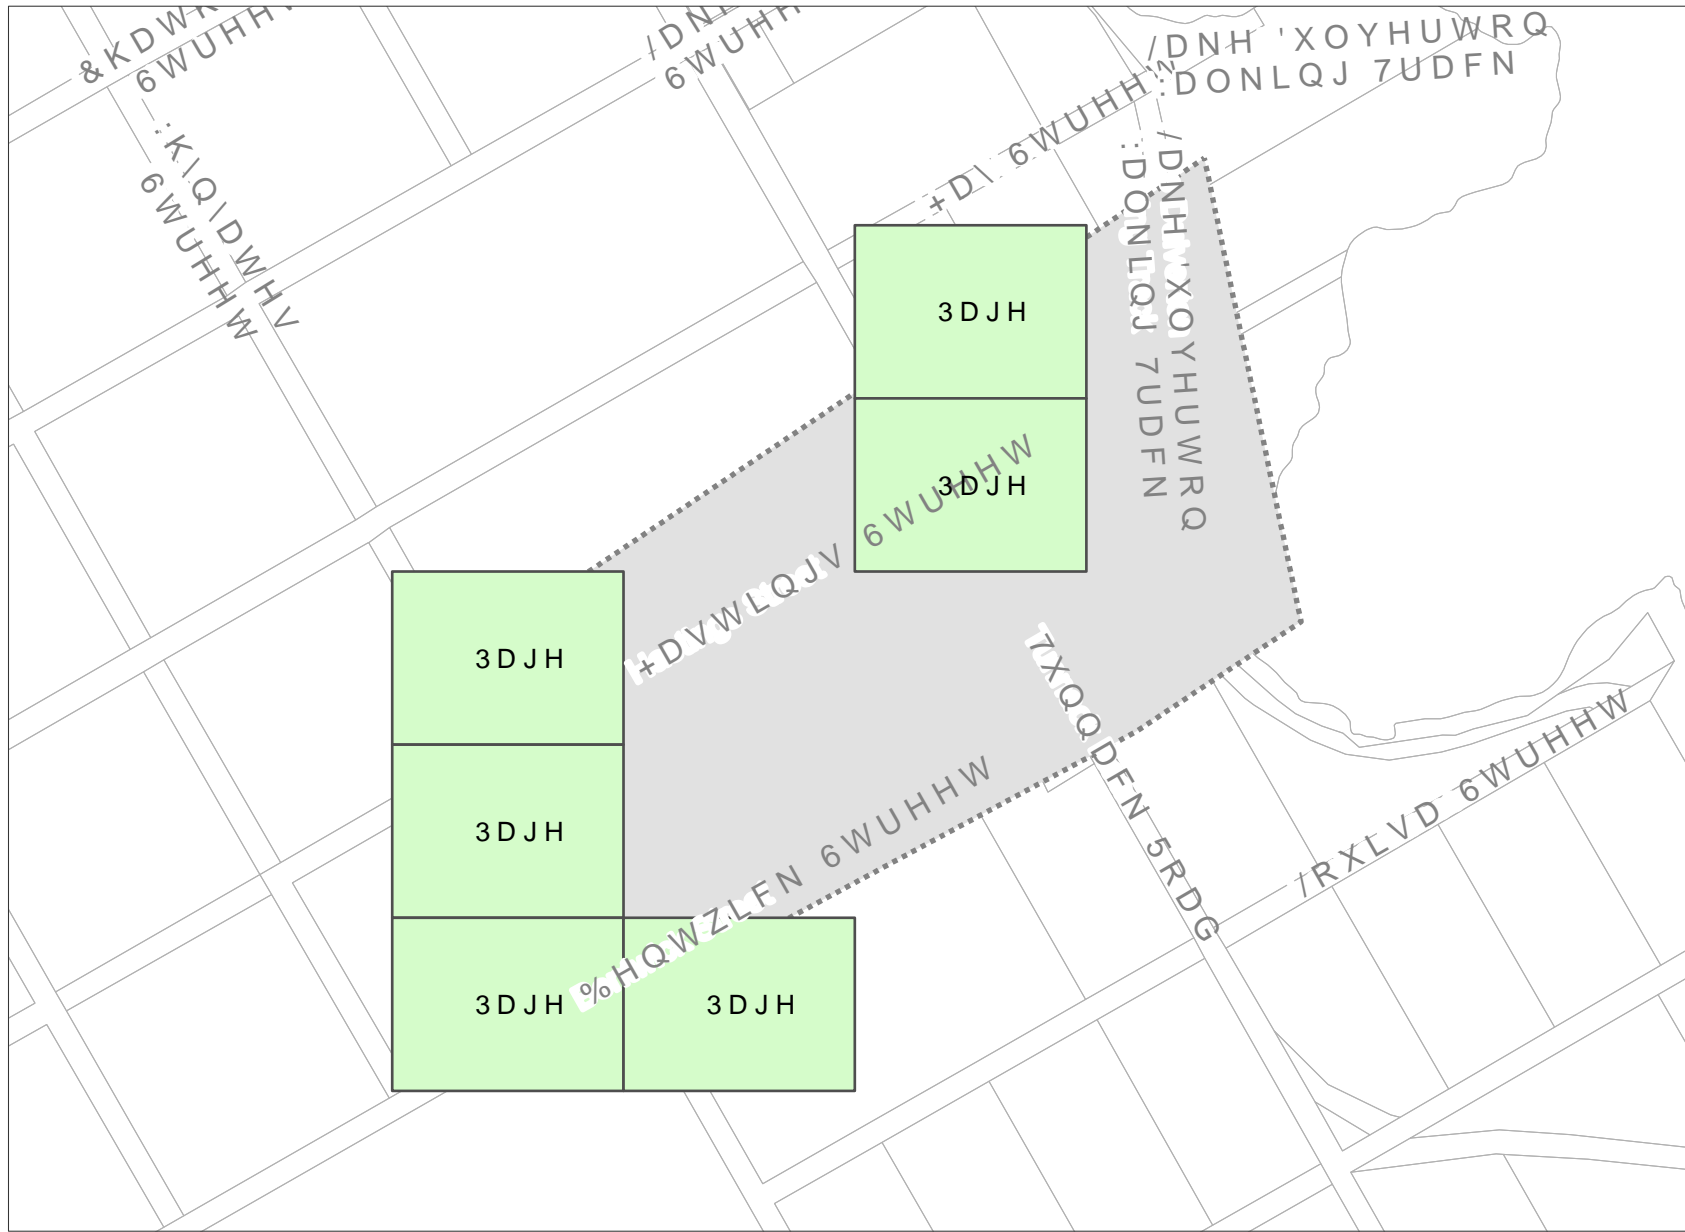 6WUHHW
/DNH 'XOYHUWRQ
:DONLQJ 7UDFN
:K\Q\DWHV
6WUHHW
+D\ 6WUHHW
/DNH 'XOYHUWRQ
:DONLQJ 7UDFN
3DJH
3DJH
+DVWLQJV 6WUHHW
3DJH
7XQQDFN 5RDG
/RXLVD 6WUHHW
3DJH
%HQWZLFN 6WUHHW
3DJH
3DJH